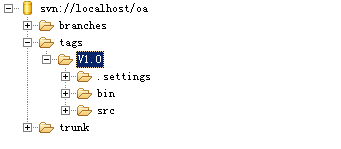 svn://localhost/oa
branches
tags
V1.0
.settings
bin
src
trunk